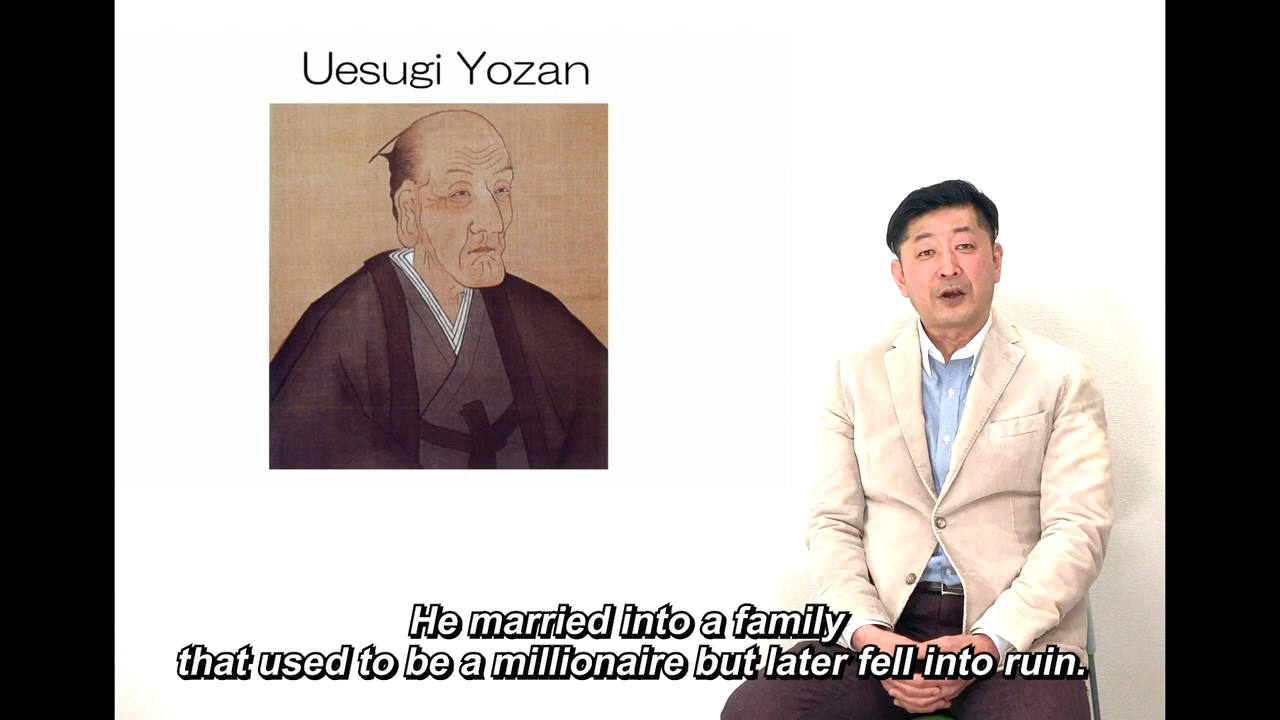 Uesugi Yozan
He married into a family
that used to be a millionaire but later fell into ruin.